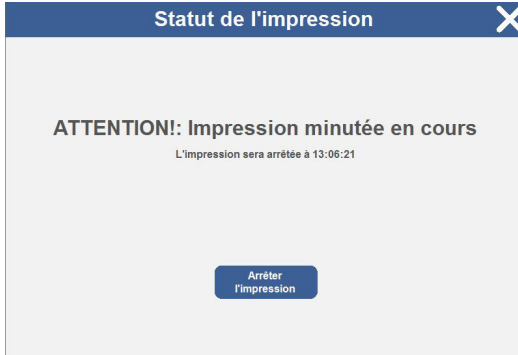 Statut de l'impression
ATTENTION!: Impression minutée en cours
L'impression sera arrêtée à 13:06:21
Arrêter
l'impression